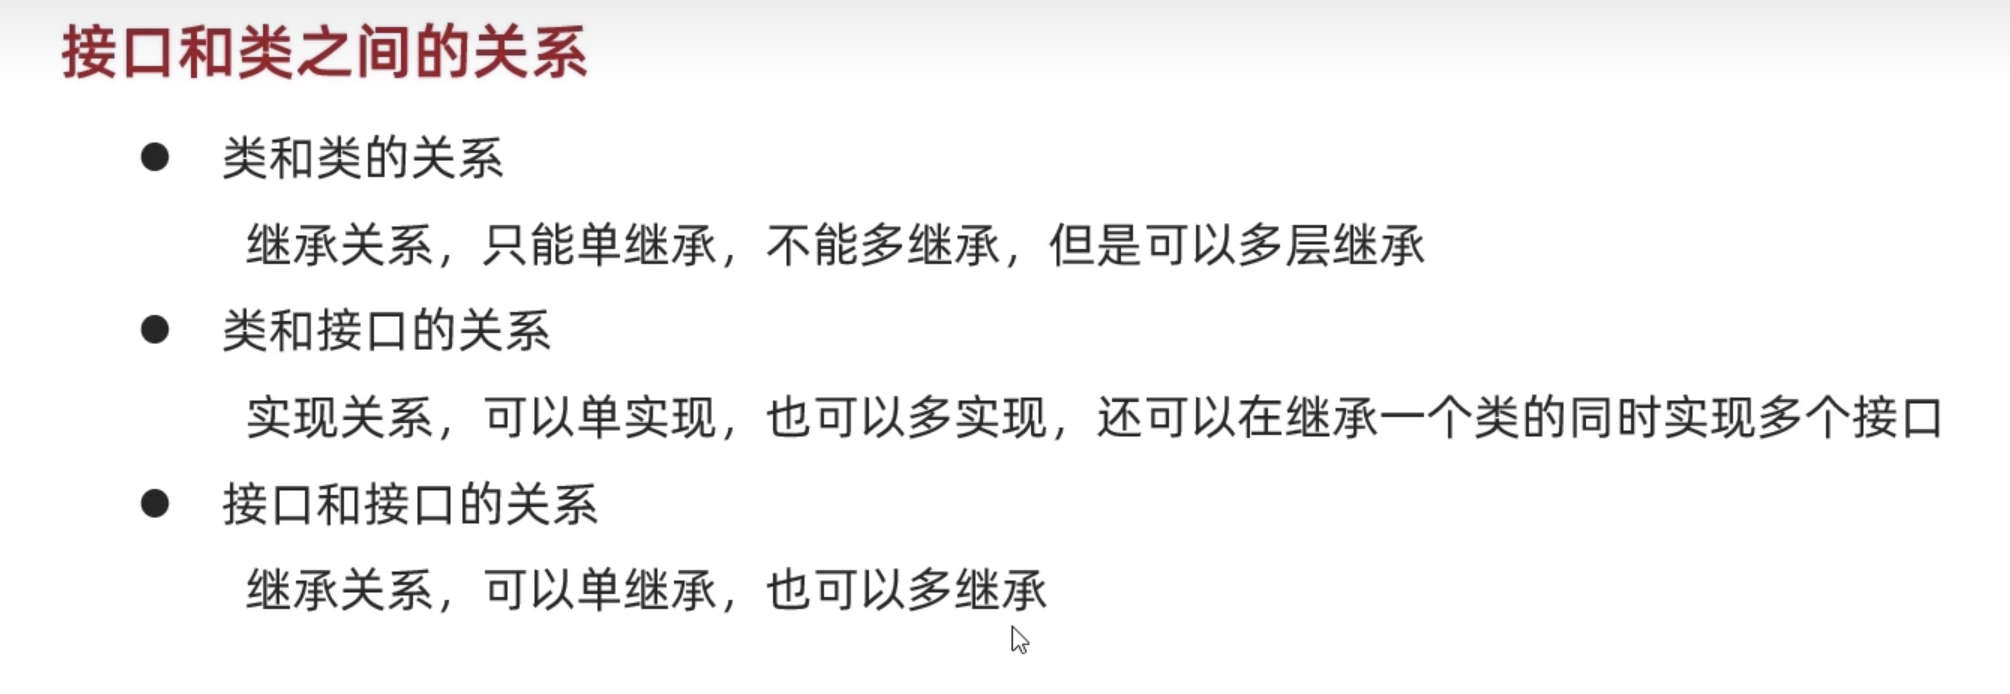 接口和类之间的关系
● 类和类的关系
继承关系，只能单继承，不能多继承，但是可以多层继承
● 类和接口的关系
实现关系，可以单实现，也可以多实现，还可以在继承一个类的同时实现多个接口
● 接口和接口的关系
继承关系，可以单继承，也可以多继承